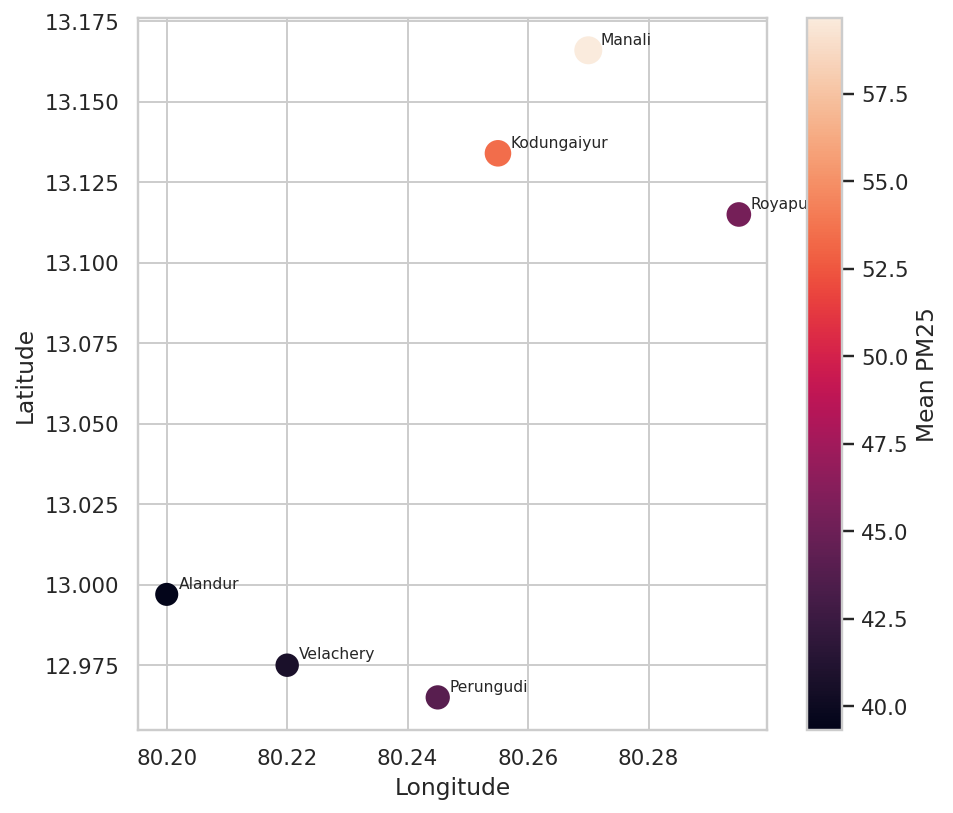 13.175
13.150
13.125
13.100
13.075
13.050
13.025
13.000
12.975
Latitude
80.20 80.22 80.24 80.26 80.28
Longitude
Manali
Kodungaiyur
Royapu
Alandur
Velachery
Perungudi
57.5
55.0
52.5
50.0
47.5
45.0
42.5
40.0
Mean PM25